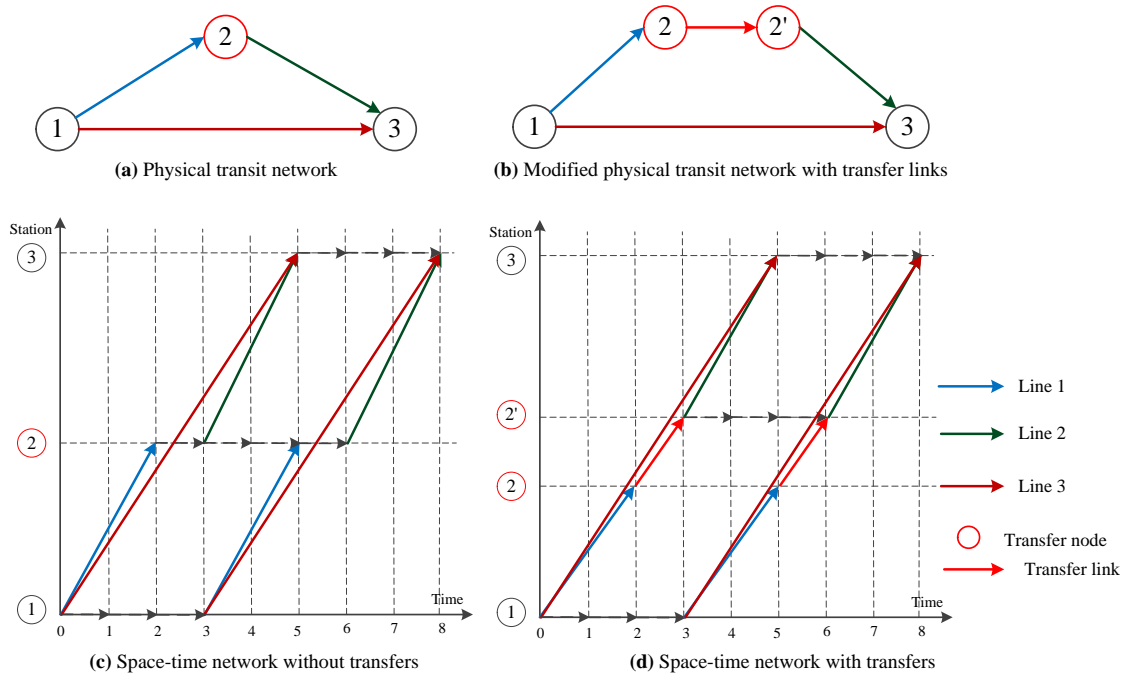 2
1
3
(a) Physical transit network
2
2'
1
3
(b) Modified physical transit network with transfer links
Station
3
2
1
Time
0 1 2 3 4 5 6 7 8
(c) Space-time network without transfers
Station
3
2'
2
1
Time
0 1 2 3 4 5 6 7 8
(d) Space-time network with transfers
Line 1
Line 2
Line 3
Transfer node
Transfer link